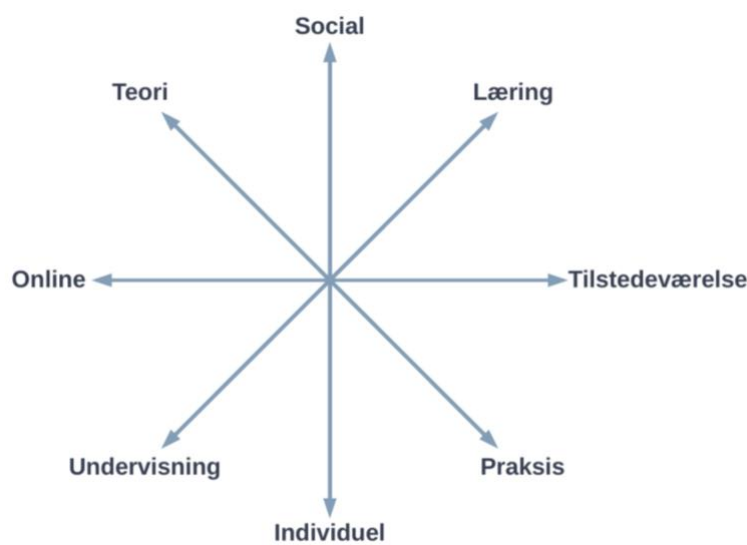 Social
Teori
Læring
Online
Tilstedeværelse
Undervisning
Praksis
Individuel